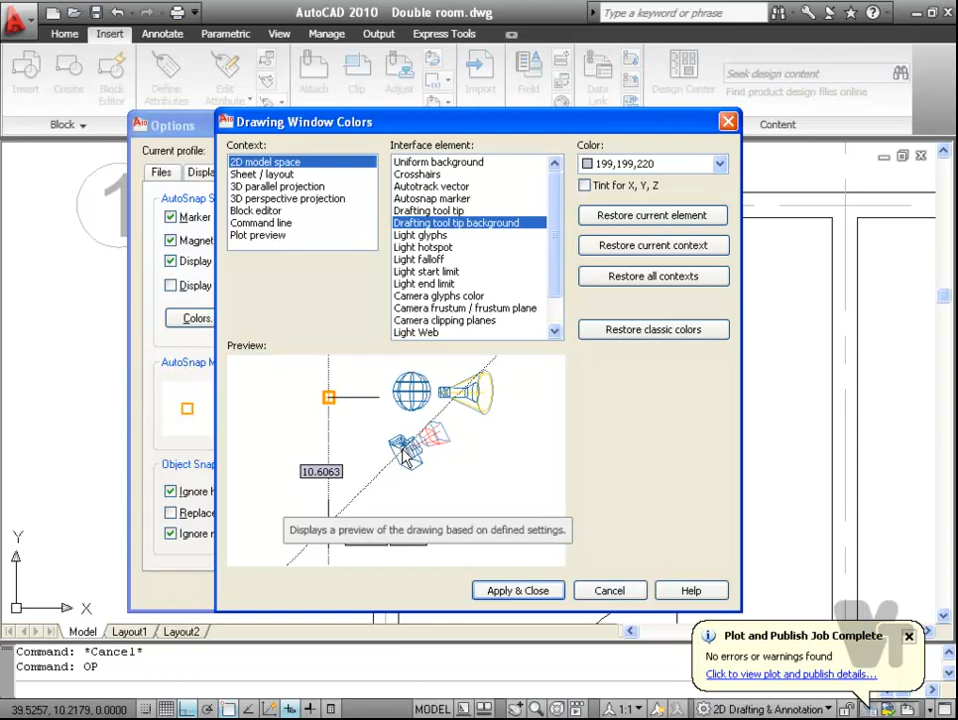 AutoCAD 2010 Double room.dwg
Type a keyword or phrase
Home Insert Annotate Parametric View Manage Output Express Tools
Insert Create Block Editor Define Attributes Edit Attribute Attach Clip Adjust Import Field Data Link Design Center
Seek design content
Find product design files online
Block Content
Options
Drawing Window Colors
Current profile:
Files Displa
AutoSnap S
Marker
Magne
Display
Display
Colors.
AutoSnap M
Object Snap
Ignore h
Replace
Ignore n
Context:
2D model space
Sheet / layout
3D parallel projection
3D perspective projection
Block editor
Command line
Plot preview
Interface element:
Uniform background
Crosshairs
Autotrack vector
Autosnap marker
Drafting tool tip
Drafting tool tip background
Light glyphs
Light hotspot
Light falloff
Light start limit
Light end limit
Camera glyphs color
Camera frustum / frustum plane
Camera clipping planes
Light Web
Color:
199,199,220
Tint for X, Y, Z
Restore current element
Restore current context
Restore all contexts
Restore classic colors
Preview:
10.6063
Displays a preview of the drawing based on defined settings.
Apply & Close Cancel Help
1
Y
X
Model Layout1 Layout2
Command: *Cancel*
Command: OP
Plot and Publish Job Complete
No errors or warnings found
Click to view plot and publish details...
39.5257, 10.2179, 0.0000
MODEL
1:1
2D Drafting & Annotation